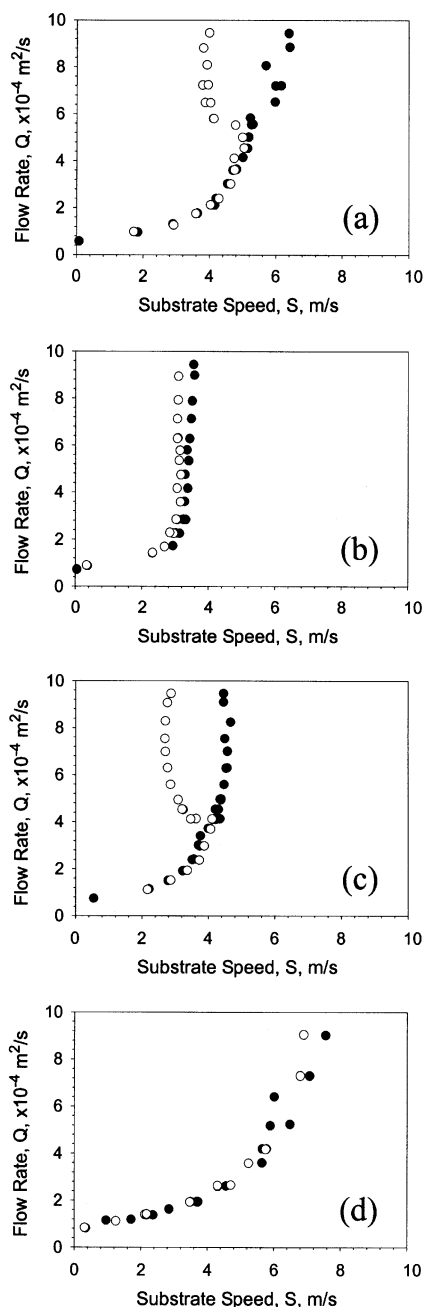 10
8
6
4
2
0
Flow Rate, Q, x10⁻⁴ m²/s
(a)
0 2 4 6 8 10
Substrate Speed, S, m/s
10
8
6
4
2
0
Flow Rate, Q, x10⁻⁴ m²/s
(b)
0 2 4 6 8 10
Substrate Speed, S, m/s
10
8
6
4
2
0
Flow Rate, Q, x10⁻⁴ m²/s
(c)
0 2 4 6 8 10
Substrate Speed, S, m/s
10
8
6
4
2
0
Flow Rate, Q, x10⁻⁴ m²/s
(d)
0 2 4 6 8 10
Substrate Speed, S, m/s